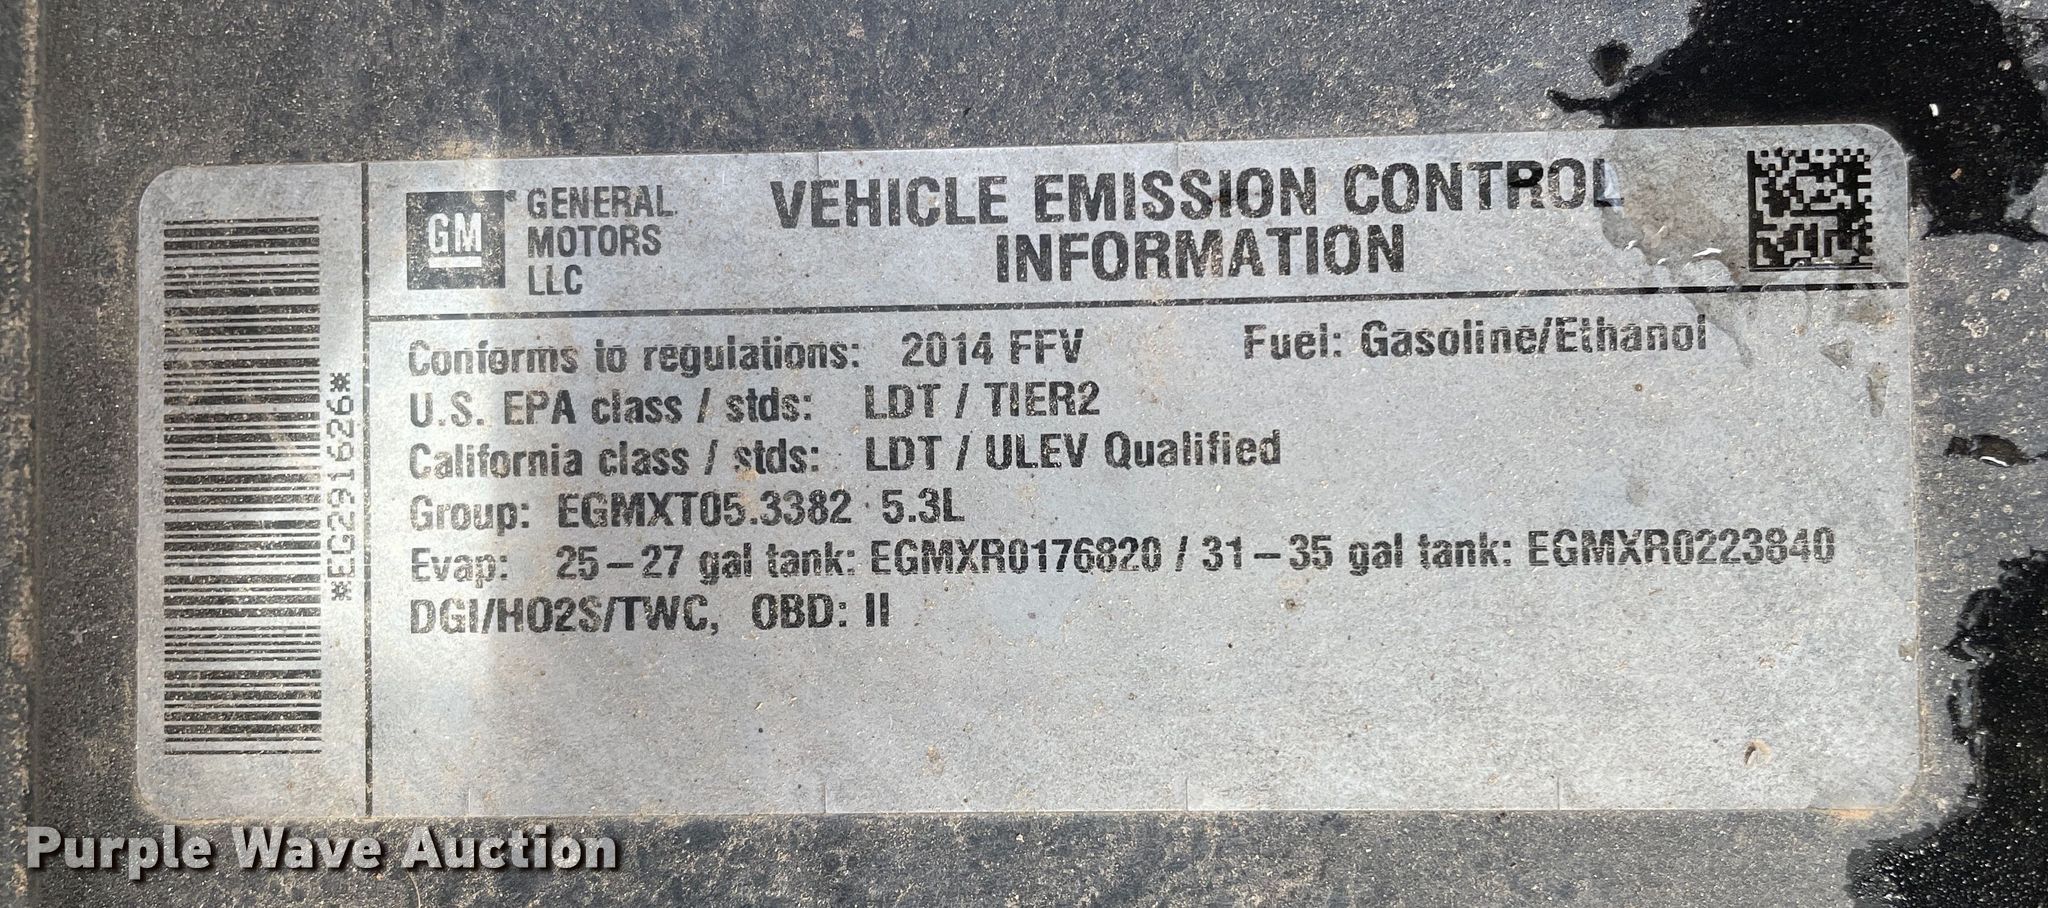 GM GENERAL MOTORS LLC
VEHICLE EMISSION CONTROL
INFORMATION
Conforms to regulations: 2014 FFV Fuel: Gasoline/Ethanol
U.S. EPA class / stds: LDT / TIER2
California class / stds: LDT / ULEV Qualified
Group: EGMXT05.3382 5.3L
Evap: 25-27 gal tank: EGMXR0176820 / 31-35 gal tank: EGMXR0223840
DGI/HO2S/TWC, OBD: II
*EG291626*
Purple Wave Auction